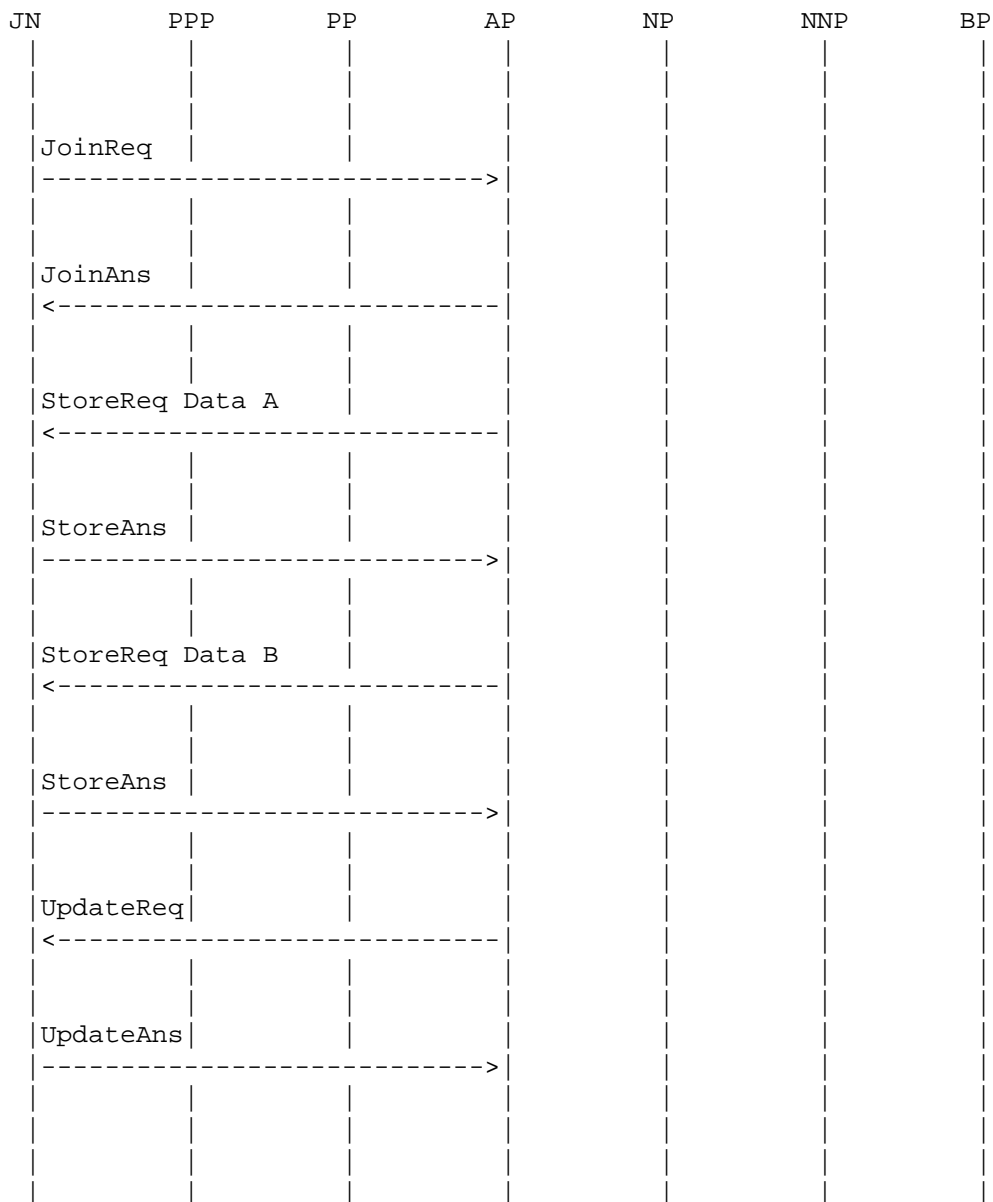 JN PPP PP AP NP NNP BP
JoinReq
JoinAns
StoreReq Data A
StoreAns
StoreReq Data B
StoreAns
UpdateReq
UpdateAns